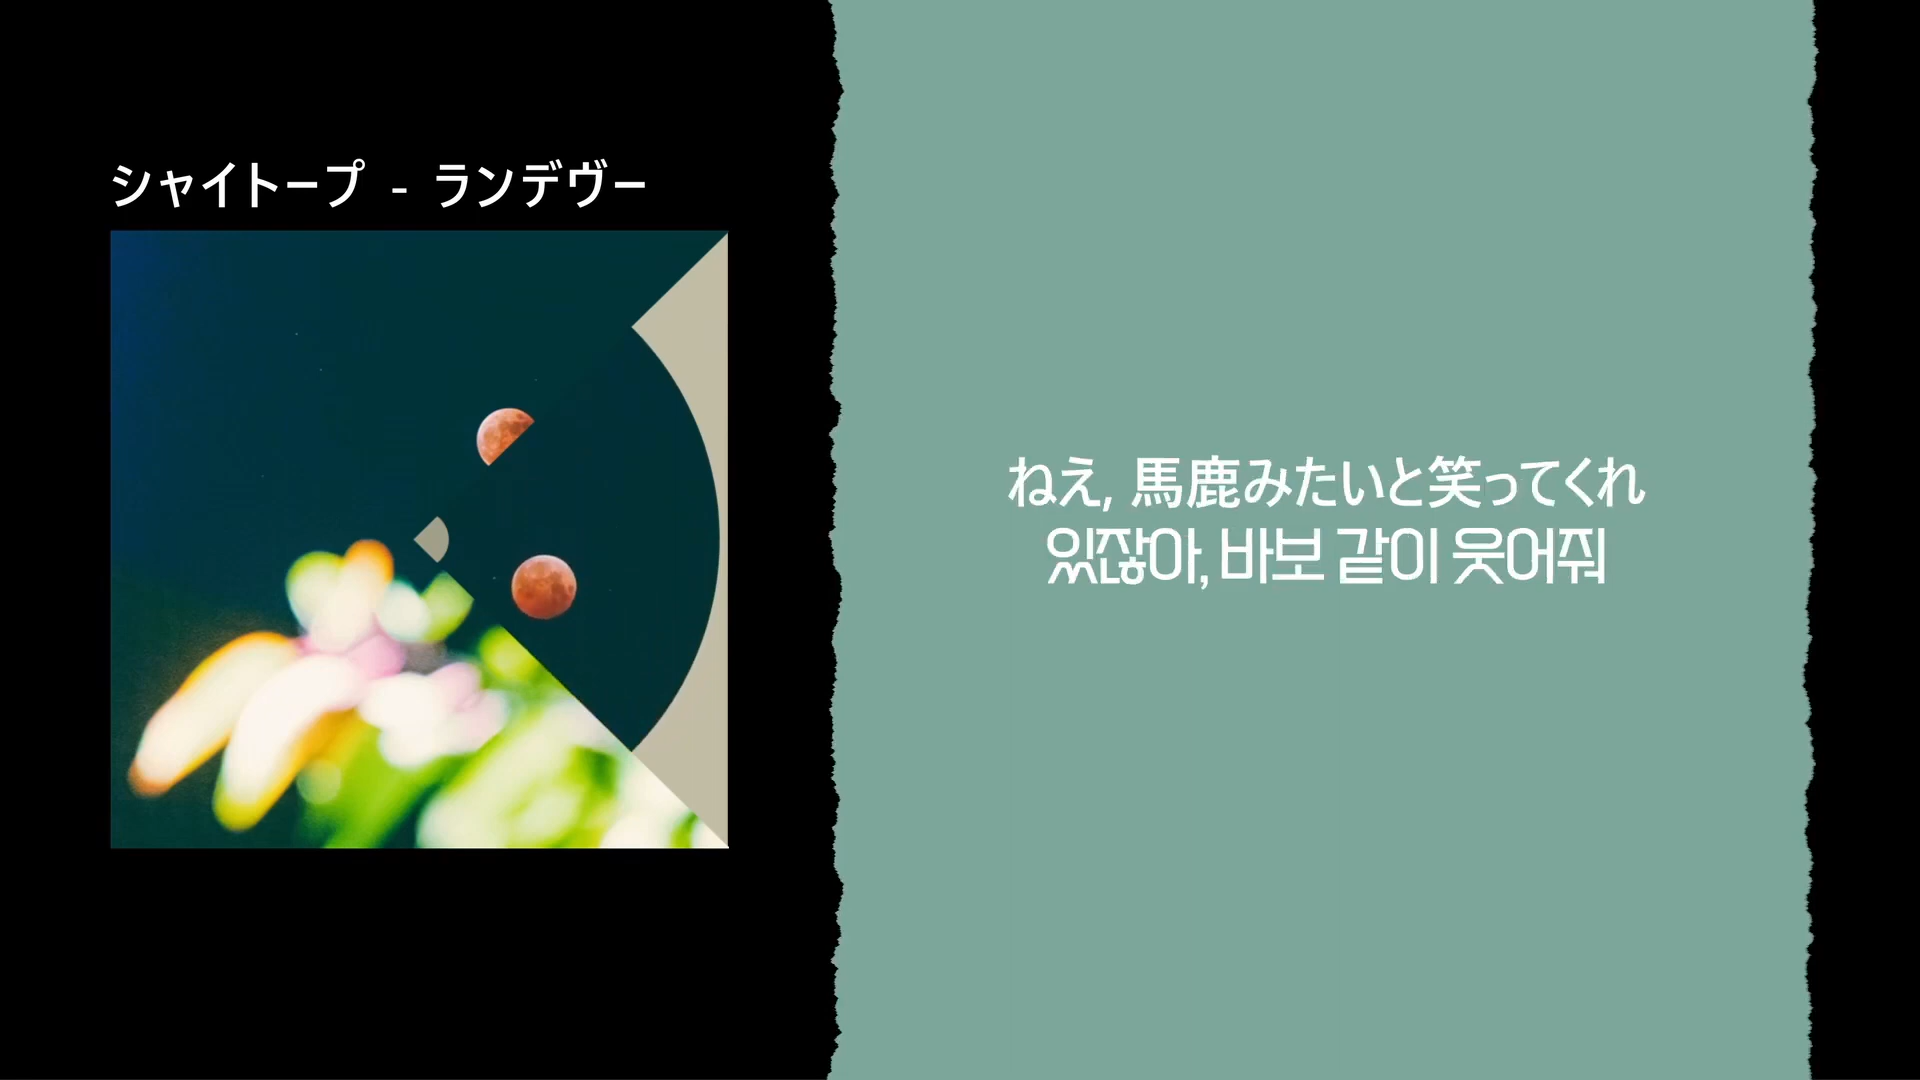 シャイトープ - ランデヴー
ねえ, 馬鹿みたいと笑ってくれ
있잖아, 바보 같이 웃어줘